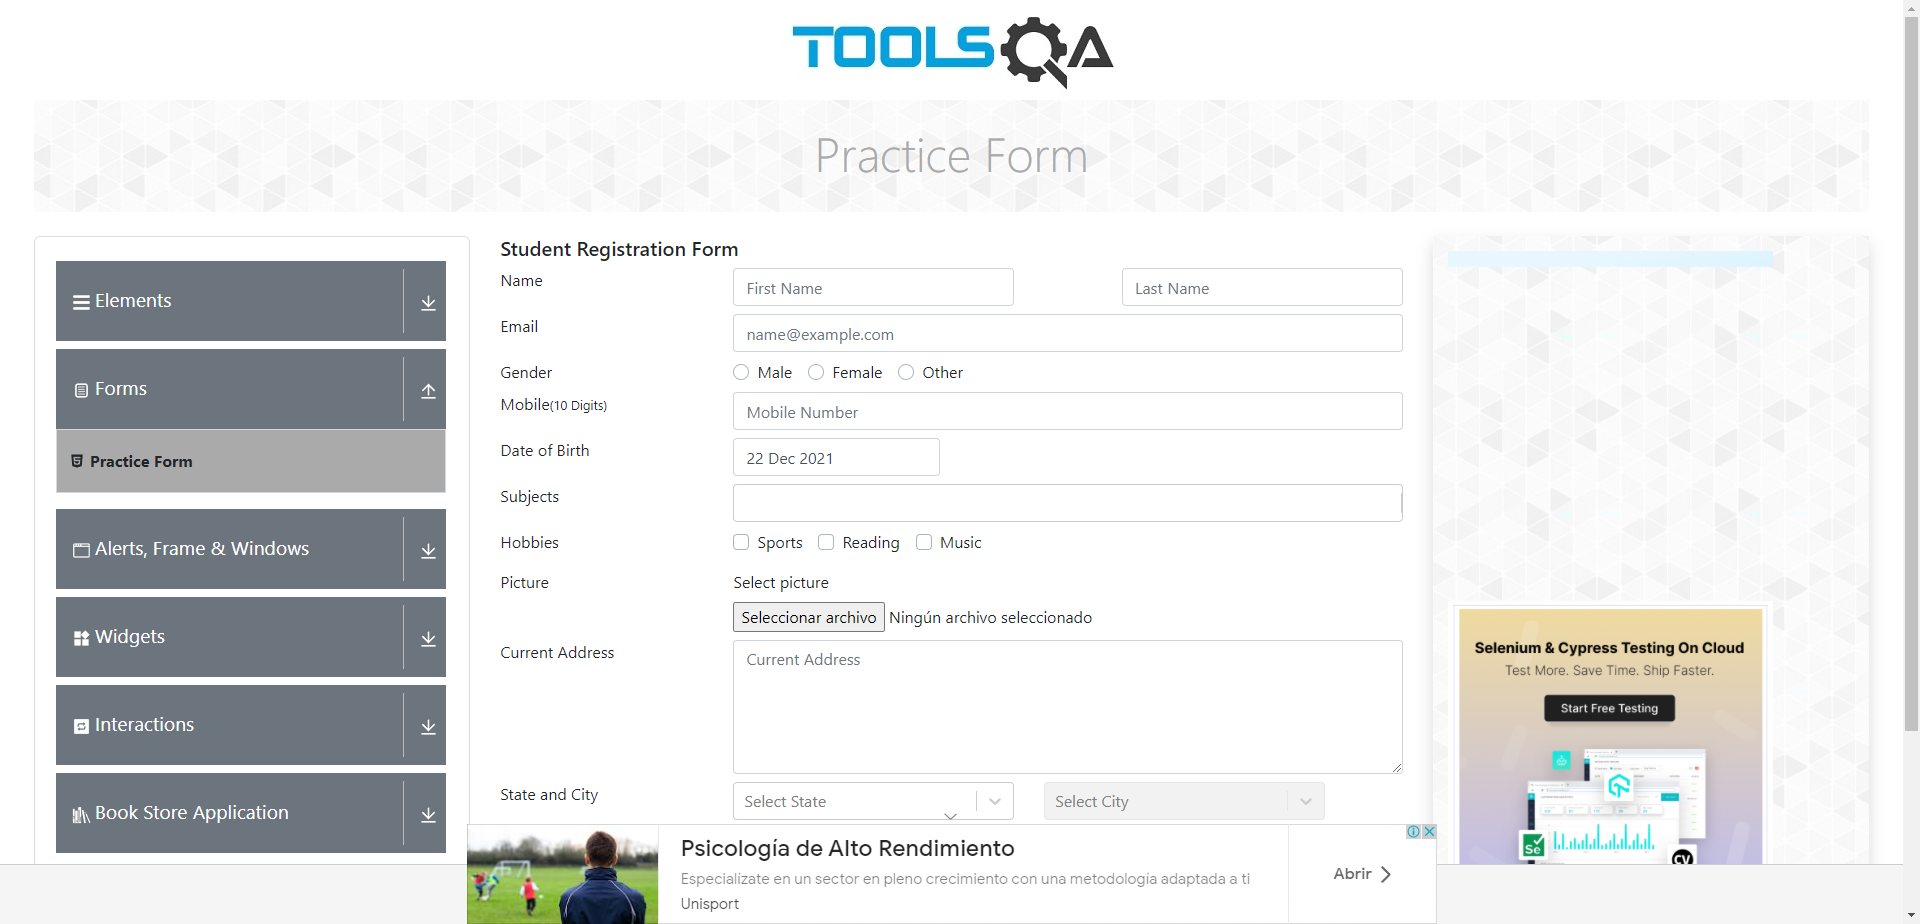 TOOLSQA
Practice Form
Elements
Forms
Practice Form
Alerts, Frame & Windows
Widgets
Interactions
Book Store Application
Student Registration Form
Name
First Name
Last Name
Email
name@example.com
Gender
Male Female Other
Mobile(10 Digits)
Mobile Number
Date of Birth
22 Dec 2021
Subjects
Hobbies
Sports Reading Music
Picture
Select picture
Seleccionar archivo Ningún archivo seleccionado
Current Address
Current Address
State and City
Select State
Select City
Selenium & Cypress Testing On Cloud
Test More. Save Time. Ship Faster.
Start Free Testing
Se
CY
Psicología de Alto Rendimiento
Especialízate en un sector en pleno crecimiento con una metodología adaptada a ti
Unisport
Abrir